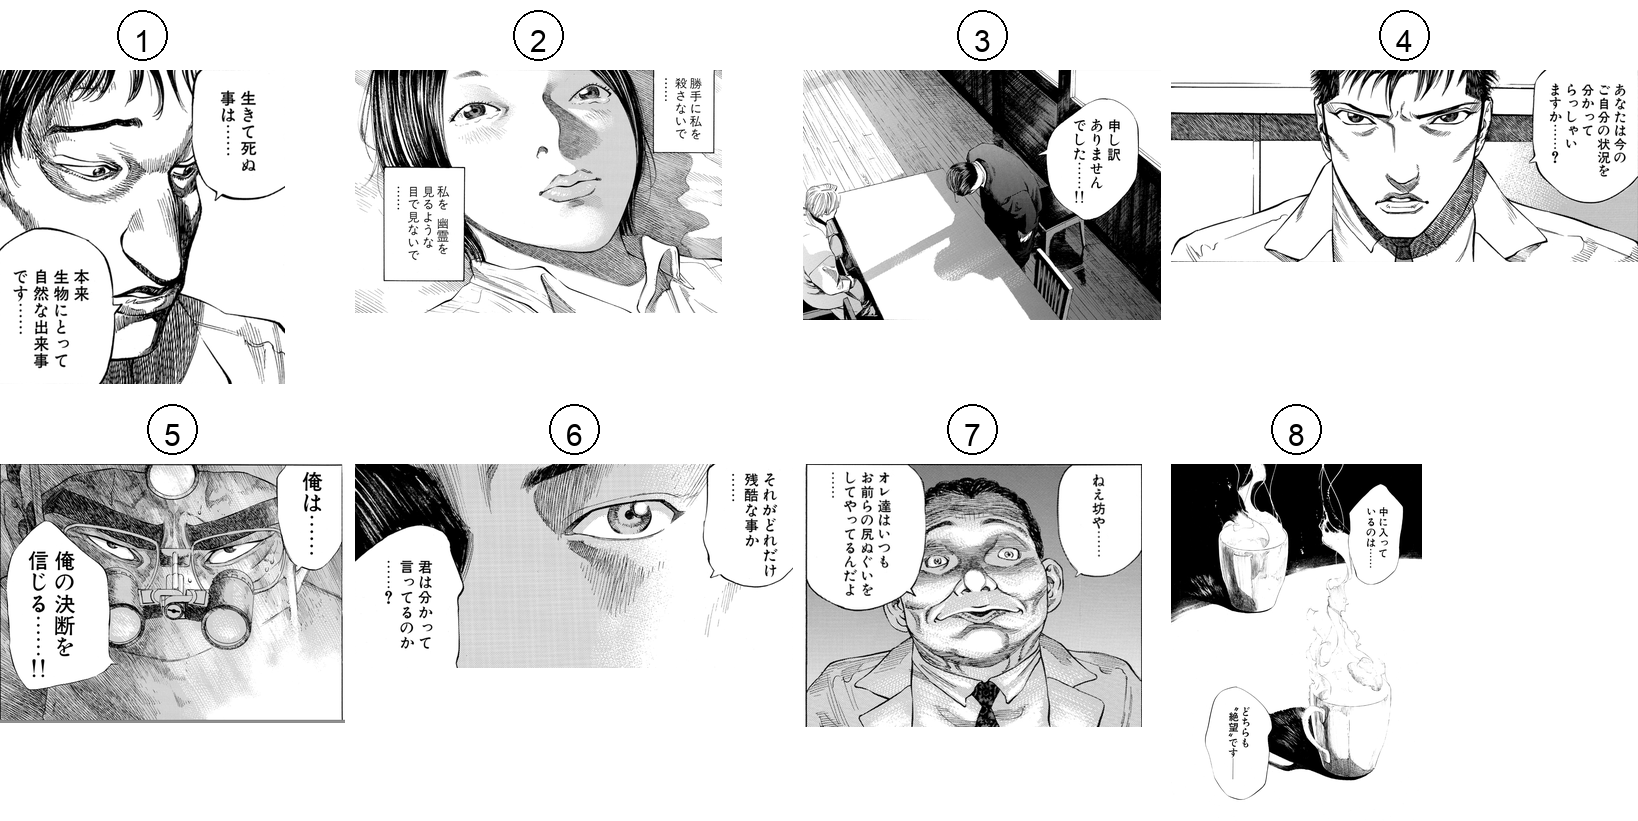 1
生きて死ぬ
事は……
本来
生物にとって
自然な出来事
です……
2
勝手に私を
殺さないで
……
私を 幽霊を
見るような
目で見ないで
……
3
申し訳
ありません
でした……!!
4
あなたは今の
ご自分の状況を
分かって
らっしゃい
ますか……?
5
俺は……
俺の決断を
信じる……!!
6
それがどれだけ
残酷な事か
……
君は分かって
言ってるのか
……?
7
ねえ坊や……
オレ達はいつも
お前らの尻ぬぐいを
してやってるんだよ
……
8
中に入って
いるのは……
どちらも
〝絶望〟です――